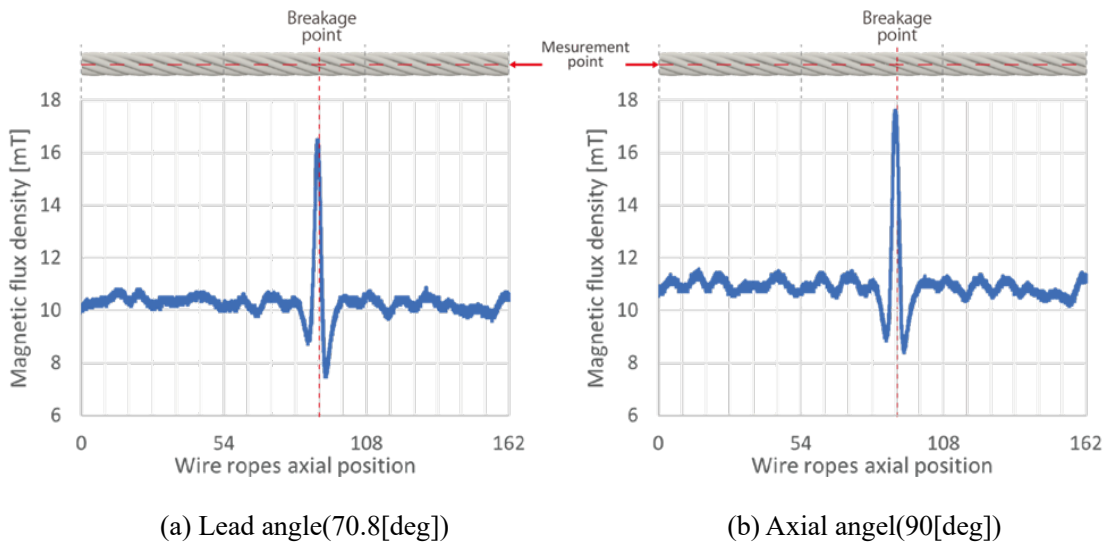 Breakage
point
Mesurement
point
Breakage
point
Magnetic flux density [mT]
18
16
14
12
10
8
6
0 54 108 162
Wire ropes axial position
Magnetic flux density [mT]
18
16
14
12
10
8
6
0 54 108 162
Wire ropes axial position
(a) Lead angle(70.8[deg])
(b) Axial angel(90[deg])